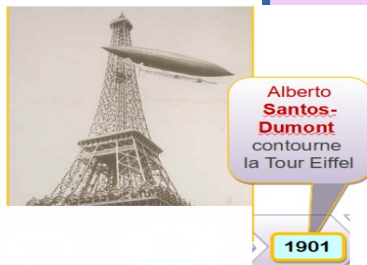 Alberto
Santos-
Dumont
contourne
la Tour Eiffel
1901